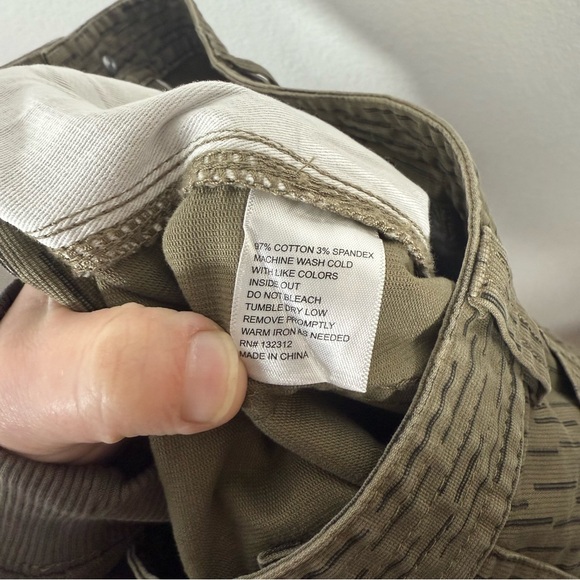 97% COTTON 3% SPANDEX
MACHINE WASH COLD
WITH LIKE COLORS
INSIDE OUT
DO NOT BLEACH
TUMBLE DRY LOW
REMOVE PROMPTLY
WARM IRON AS NEEDED
RN# 132312
MADE IN CHINA